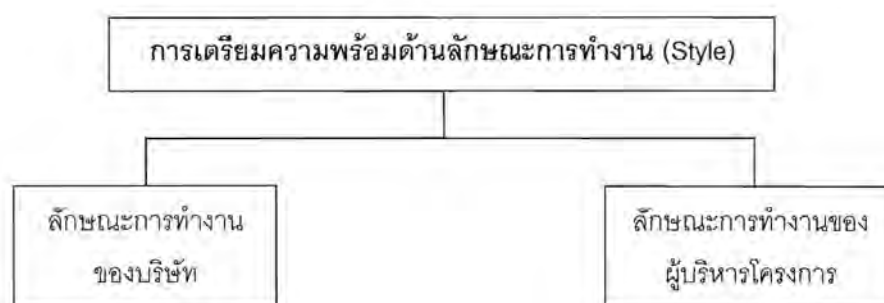 การเตรียมความพร้อมด้านลักษณะการทำงาน (Style)
ลักษณะการทำงาน
ของบริษัท
ลักษณะการทำงานของ
ผู้บริหารโครงการ